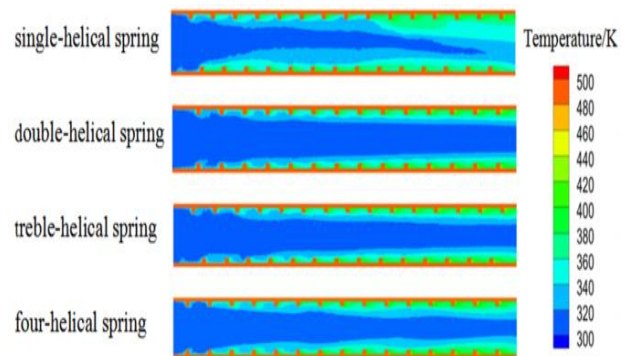 single-helical spring
double-helical spring
treble-helical spring
four-helical spring
Temperature/K
500
480
460
440
420
400
380
360
340
320
300